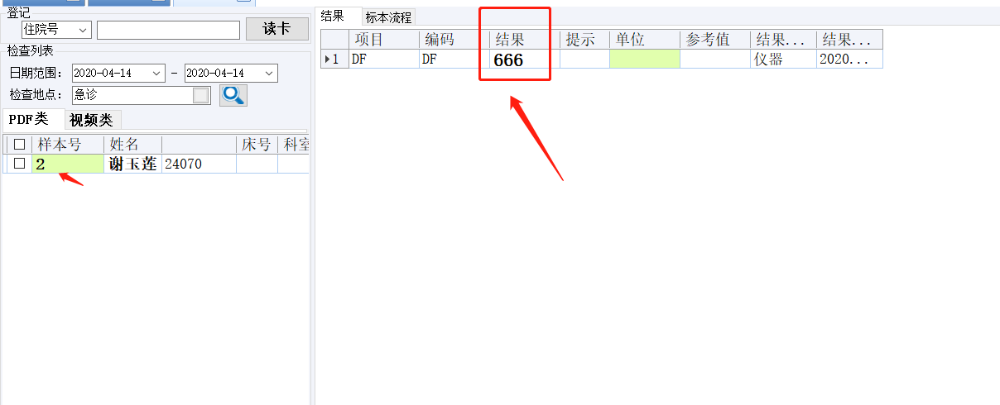 登记
住院号 读卡
检查列表
日期范围： 2020-04-14 - 2020-04-14
检查地点： 急诊
PDF类 视频类
样本号 姓名 床号 科室
2 谢玉莲 24070
结果 标本流程
项目 编码 结果 提示 单位 参考值 结果... 结果...
1 DF DF 666 仪器 2020...